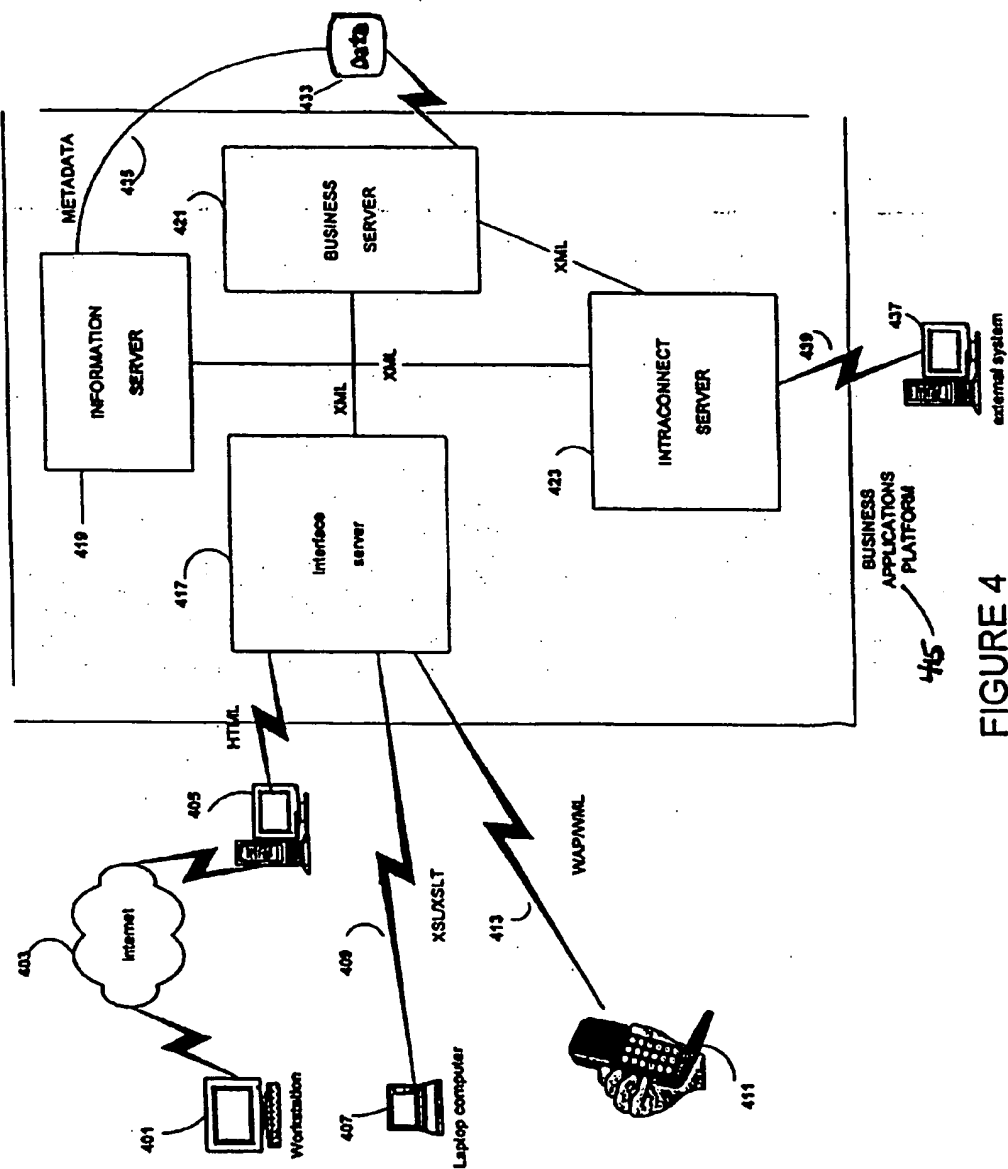 401
Workstation
403
Internet
405
HTML
407
Laptop computer
409
XSL/XSLT
411
413
WAP/WML
417
Interface
server
419
INFORMATION
SERVER
METADATA
435
421
BUSINESS
SERVER
433
Data
XML
XML
XML
423
INTRACONNECT
SERVER
439
437
external system
BUSINESS
APPLICATIONS
PLATFORM
415
FIGURE 4